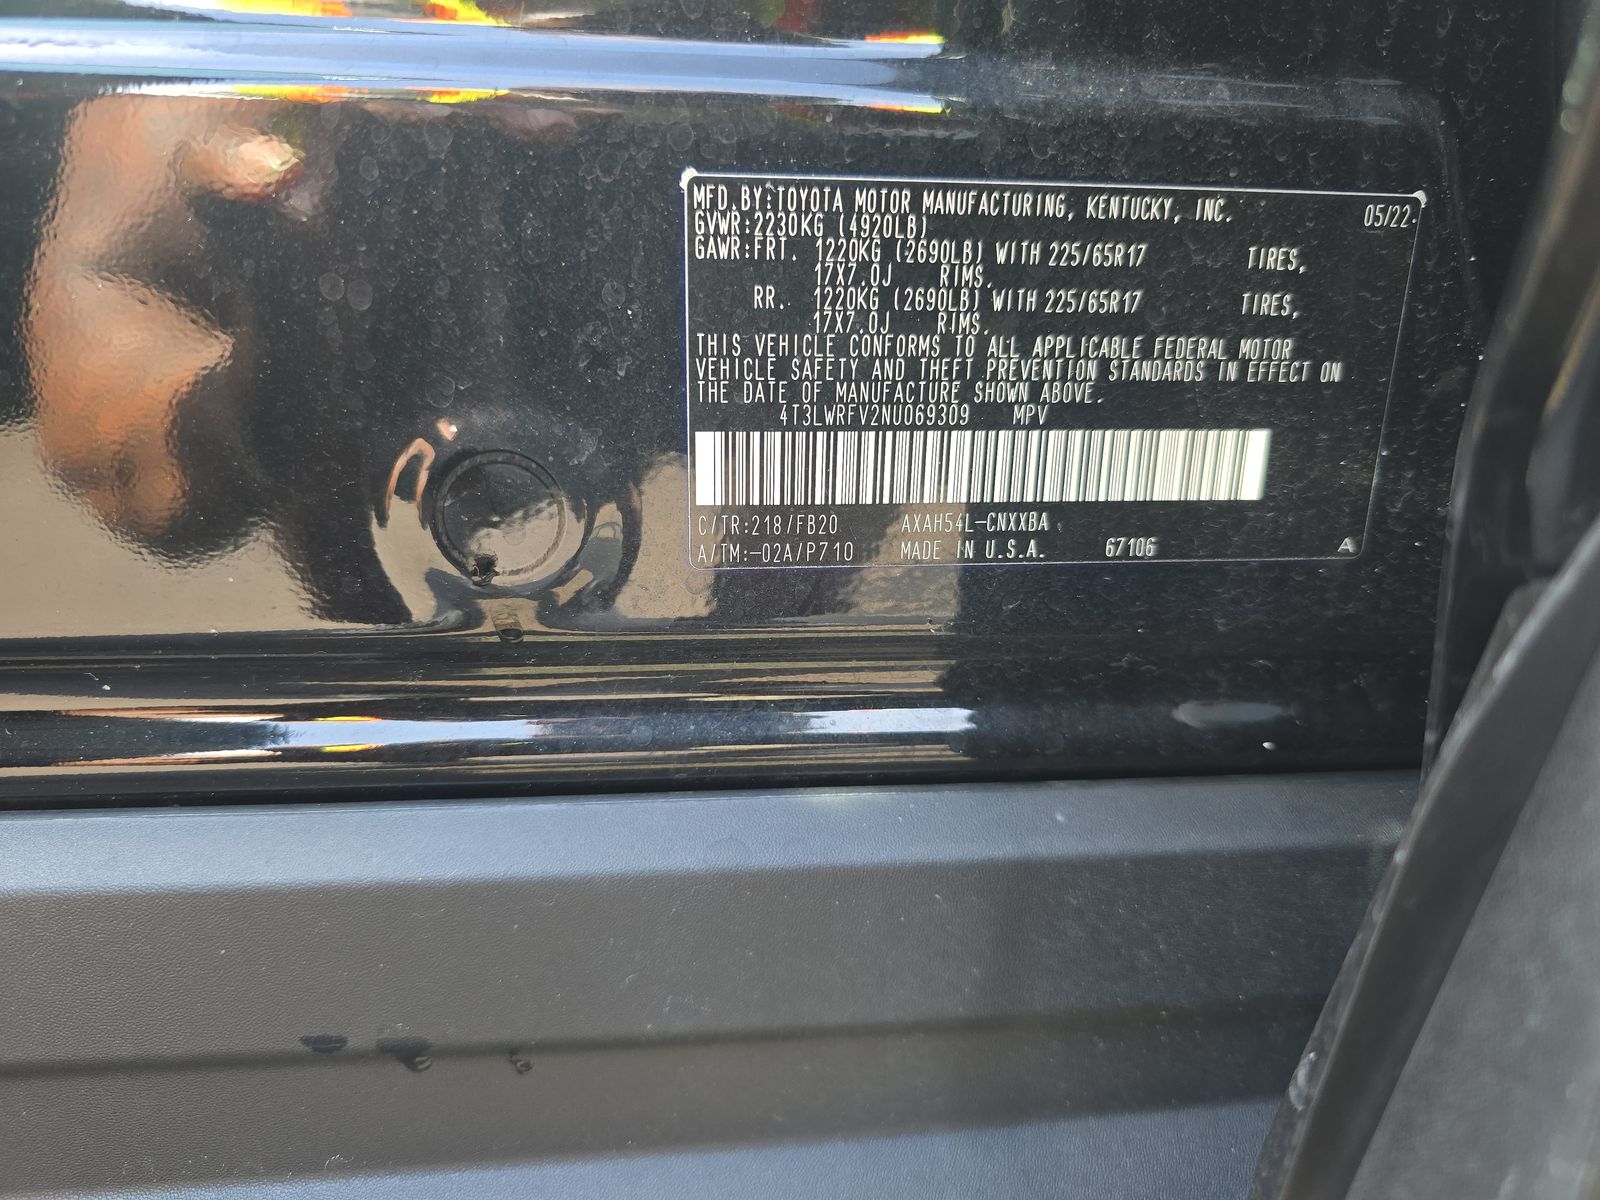 MFD.BY:TOYOTA MOTOR MANUFACTURING, KENTUCKY, INC. 05/22
GVWR:2230KG (4920LB)
GAWR:FRT. 1220KG (2690LB) WITH 225/65R17 TIRES,
17X7.0J RIMS.
RR. 1220KG (2690LB) WITH 225/65R17 TIRES,
17X7.0J RIMS.
THIS VEHICLE CONFORMS TO ALL APPLICABLE FEDERAL MOTOR
VEHICLE SAFETY AND THEFT PREVENTION STANDARDS IN EFFECT ON
THE DATE OF MANUFACTURE SHOWN ABOVE.
4T3LWRFV2NU069309 MPV
C/TR:218/FB20 AXAH54L-CNXXBA
A/TM:-02A/P710 MADE IN U.S.A. 67106 A